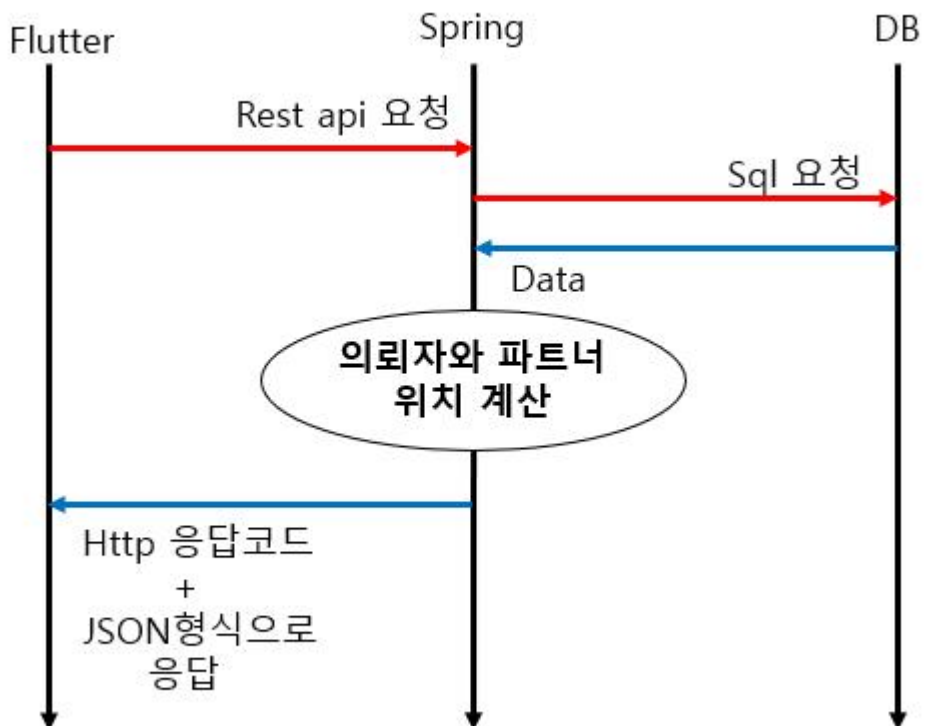 Flutter
Spring
DB
Rest api 요청
Sql 요청
Data
의뢰자와 파트너
위치 계산
Http 응답코드
+
JSON형식으로
응답